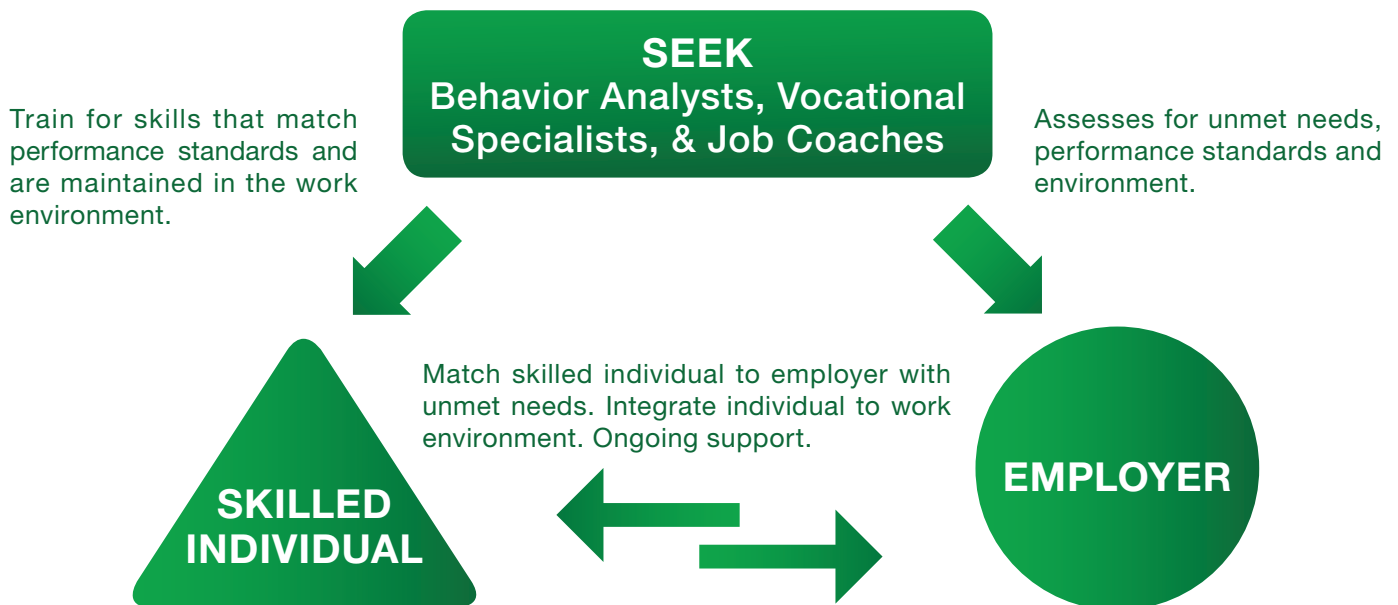 SEEK
Behavior Analysts, Vocational
Specialists, & Job Coaches
Train for skills that match
performance standards and
are maintained in the work
environment.
Assesses for unmet needs,
performance standards and
environment.
Match skilled individual to employer with
unmet needs. Integrate individual to work
environment. Ongoing support.
SKILLED
INDIVIDUAL
EMPLOYER